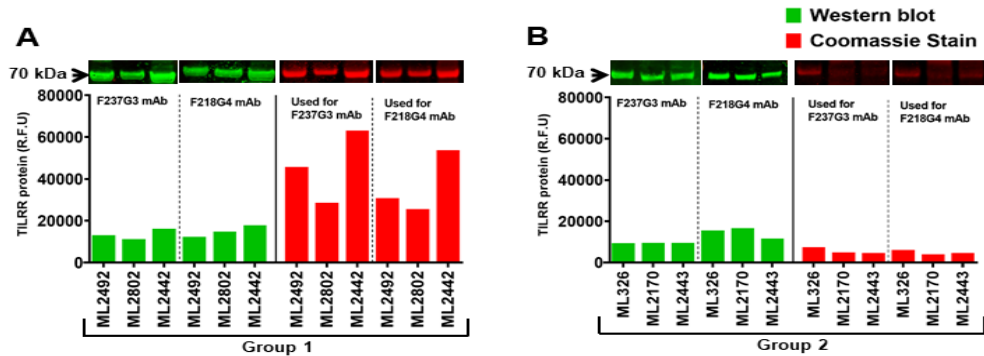 A
B
Western blot
Coomassie Stain
70 kDa
70 kDa
F237G3 mAb
F218G4 mAb
Used for
F237G3 mAb
Used for
F218G4 mAb
F237G3 mAb
F218G4 mAb
Used for
F237G3 mAb
Used for
F218G4 mAb
TILRR protein (R.F.U)
80000
60000
40000
20000
0
TILRR protein (R.F.U)
80000
60000
40000
20000
0
ML2492
ML2802
ML2442
ML2492
ML2802
ML2442
ML2492
ML2802
ML2442
ML2492
ML2802
ML2442
ML326
ML2170
ML2443
ML326
ML2170
ML2443
ML326
ML2170
ML2443
ML326
ML2170
ML2443
Group 1
Group 2